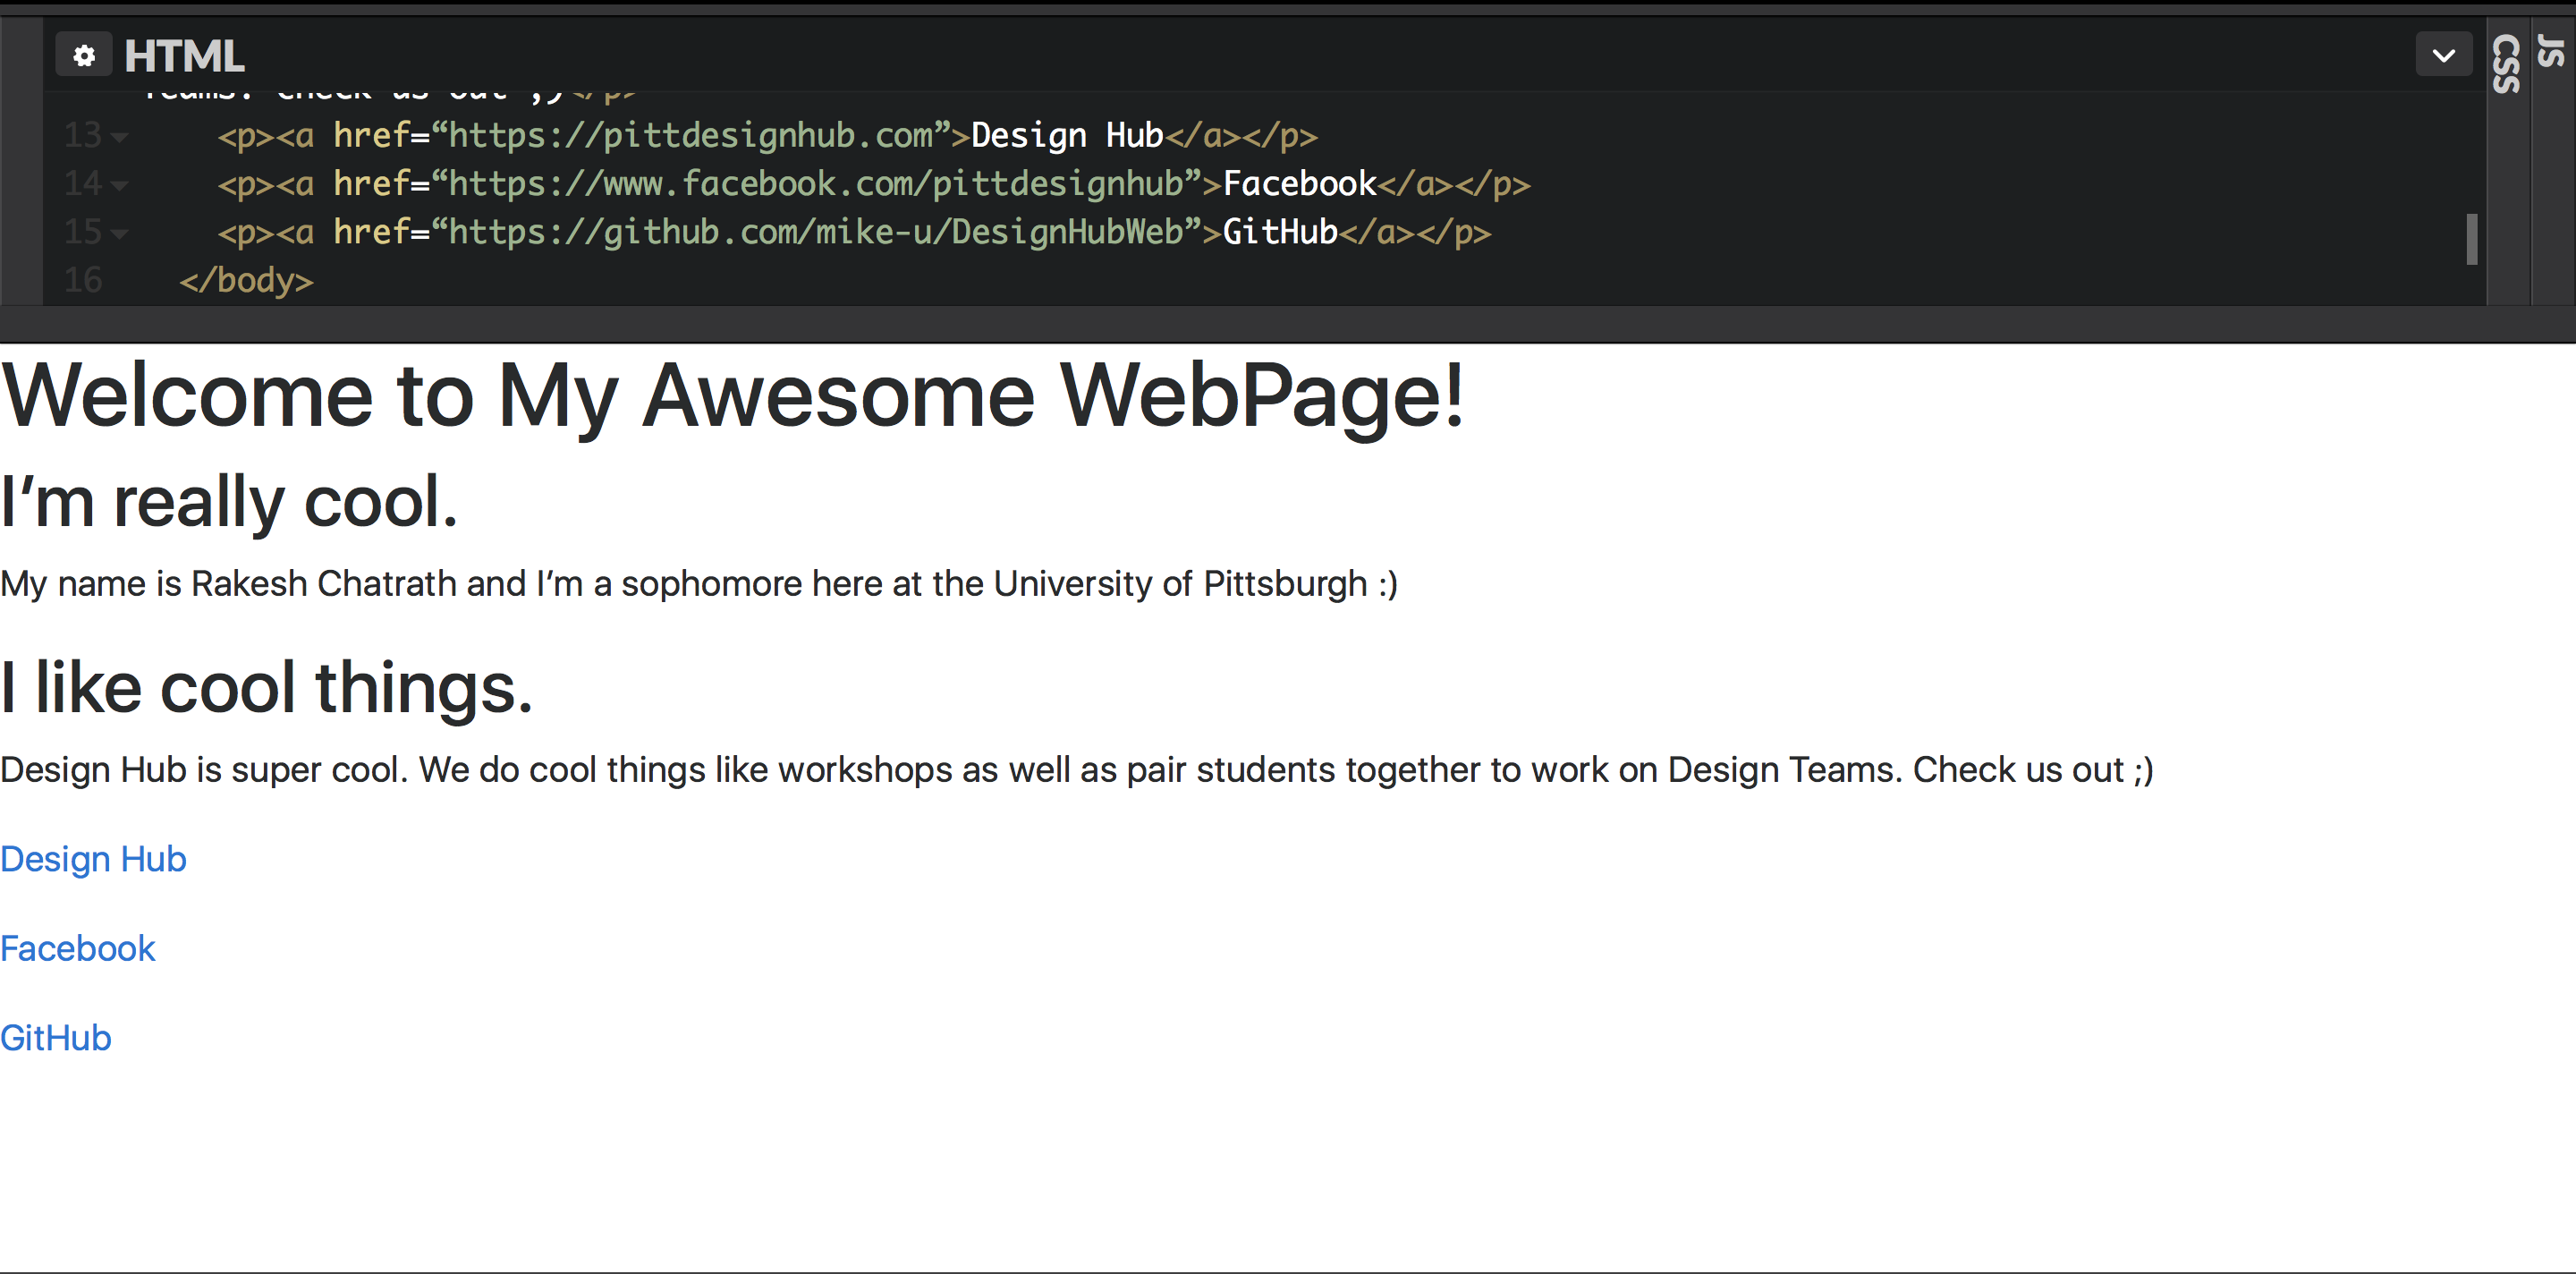 HTML
CSS
JS
Teams. Check us out ;)</p>
13 <p><a href=“https://pittdesignhub.com”>Design Hub</a></p>
14 <p><a href=“https://www.facebook.com/pittdesignhub”>Facebook</a></p>
15 <p><a href=“https://github.com/mike-u/DesignHubWeb”>GitHub</a></p>
16 </body>
Welcome to My Awesome WebPage!
I’m really cool.
My name is Rakesh Chatrath and I’m a sophomore here at the University of Pittsburgh :)
I like cool things.
Design Hub is super cool. We do cool things like workshops as well as pair students together to work on Design Teams. Check us out ;)
Design Hub
Facebook
GitHub